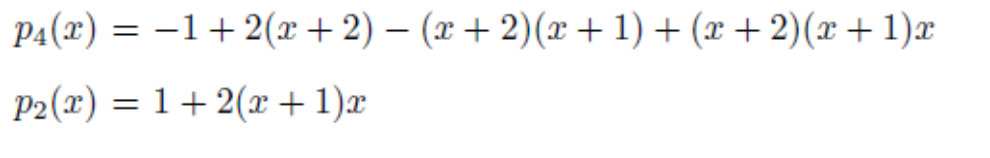 p₄(x) = −1 + 2(x + 2) − (x + 2)(x + 1) + (x + 2)(x + 1)x
p₂(x) = 1 + 2(x + 1)x